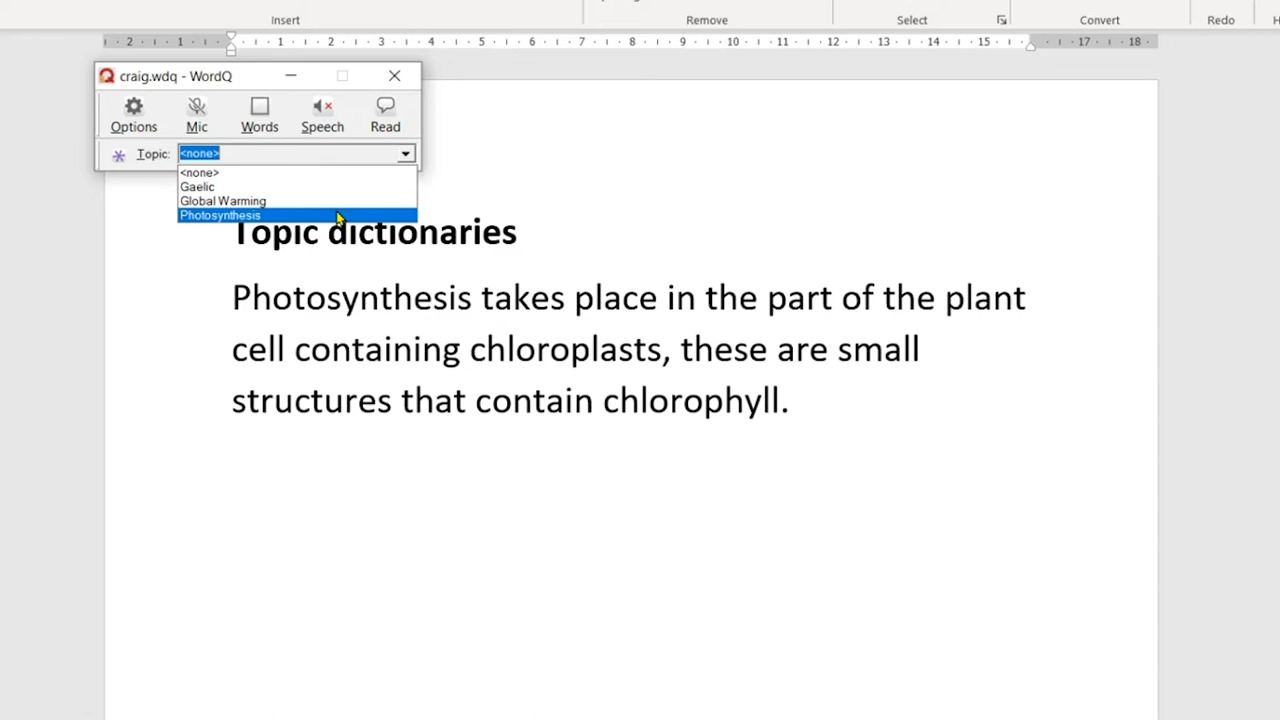 Insert Remove Select Convert Redo
2 1 1 2 3 4 5 6 7 8 9 10 11 12 13 14 15 17 18
craig.wdq - WordQ
Options Mic Words Speech Read
Topic: <none>
<none>
Gaelic
Global Warming
Photosynthesis
Topic dictionaries
Photosynthesis takes place in the part of the plant
cell containing chloroplasts, these are small
structures that contain chlorophyll.